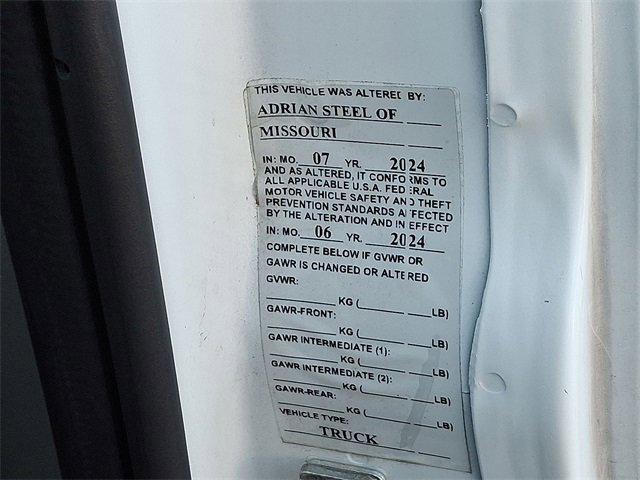 THIS VEHICLE WAS ALTERED BY:
ADRIAN STEEL OF
MISSOURI
IN: MO. 07 YR. 2024
AND AS ALTERED, IT CONFORMS TO
ALL APPLICABLE U.S.A. FEDERAL
MOTOR VEHICLE SAFETY AND THEFT
PREVENTION STANDARDS AFFECTED
BY THE ALTERATION AND IN EFFECT
IN: MO. 06 YR. 2024
COMPLETE BELOW IF GVWR OR
GAWR IS CHANGED OR ALTERED
GVWR:
KG ( LB)
GAWR-FRONT:
KG ( LB)
GAWR INTERMEDIATE (1):
KG ( LB)
GAWR INTERMEDIATE (2):
KG ( LB)
GAWR-REAR:
KG ( LB)
VEHICLE TYPE:
TRUCK